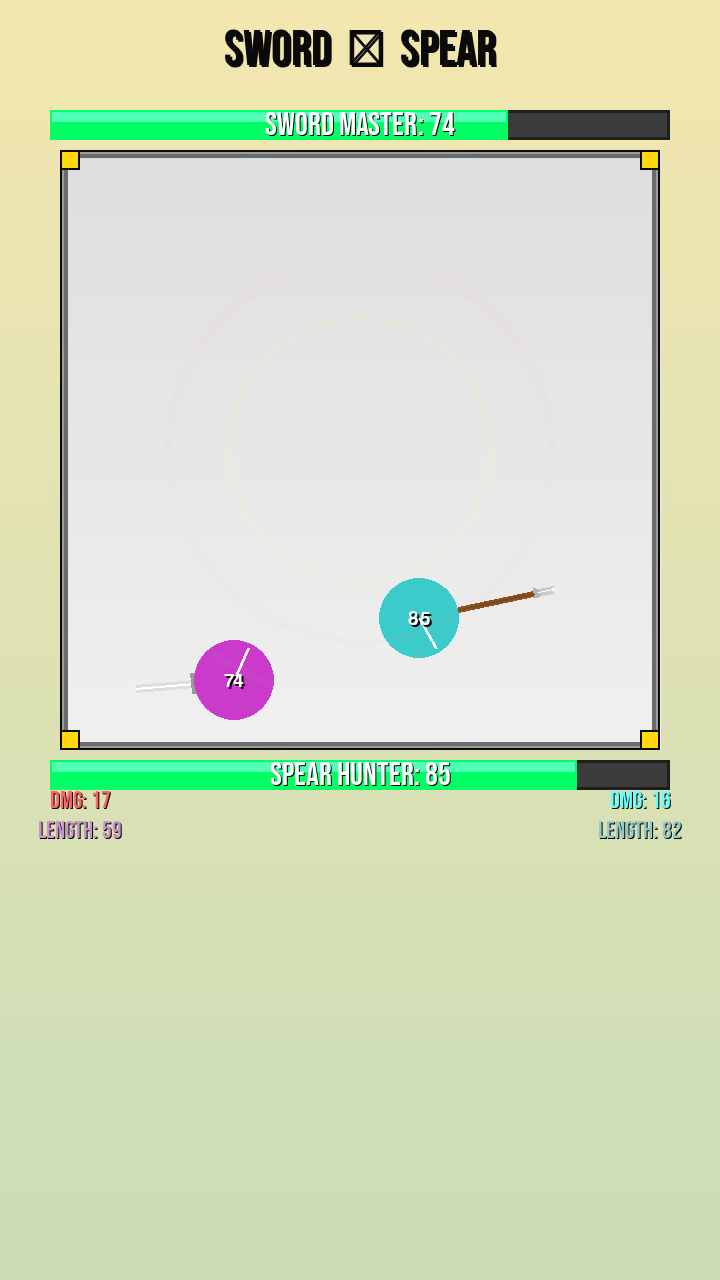 SWORD ☒ SPEAR
SWORD MASTER: 74
85
74
SPEAR HUNTER: 85
DMG: 17
DMG: 16
LENGTH: 59
LENGTH: 82